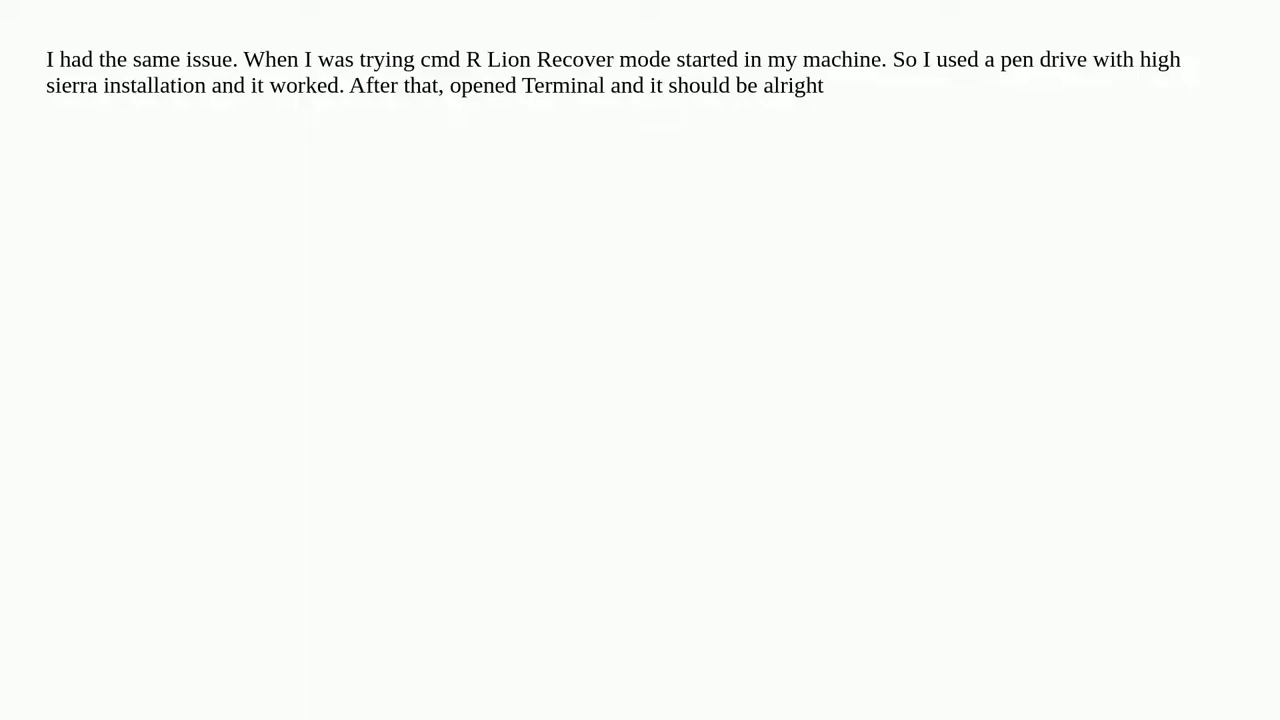 I had the same issue. When I was trying cmd R Lion Recover mode started in my machine. So I used a pen drive with high
sierra installation and it worked. After that, opened Terminal and it should be alright